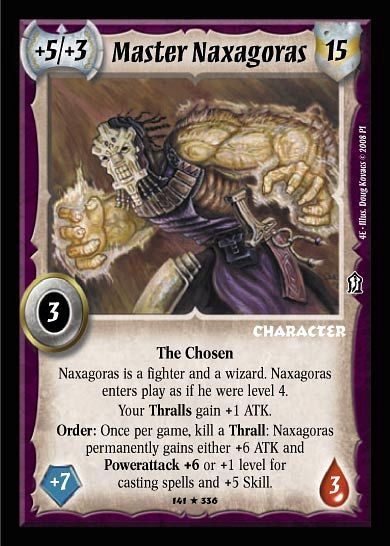 +5/+3 Master Naxagoras 15
4E • Illus. Doug Kovacs © 2008 PI
3
CHARACTER
The Chosen
Naxagoras is a fighter and a wizard. Naxagoras
enters play as if he were level 4.
Your Thralls gain +1 ATK.
Order: Once per game, kill a Thrall: Naxagoras
permanently gains either +6 ATK and
Powerattack +6 or +1 level for
casting spells and +5 Skill.
+7
3
141 ★ 336